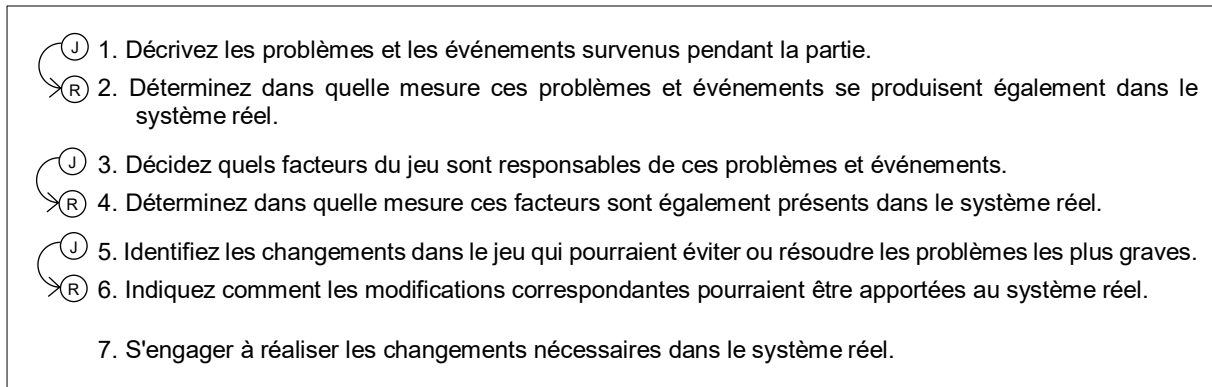 J 1. Décrivez les problèmes et les événements survenus pendant la partie.
R 2. Déterminez dans quelle mesure ces problèmes et événements se produisent également dans le
système réel.
J 3. Décidez quels facteurs du jeu sont responsables de ces problèmes et événements.
R 4. Déterminez dans quelle mesure ces facteurs sont également présents dans le système réel.
J 5. Identifiez les changements dans le jeu qui pourraient éviter ou résoudre les problèmes les plus graves.
R 6. Indiquez comment les modifications correspondantes pourraient être apportées au système réel.
7. S'engager à réaliser les changements nécessaires dans le système réel.